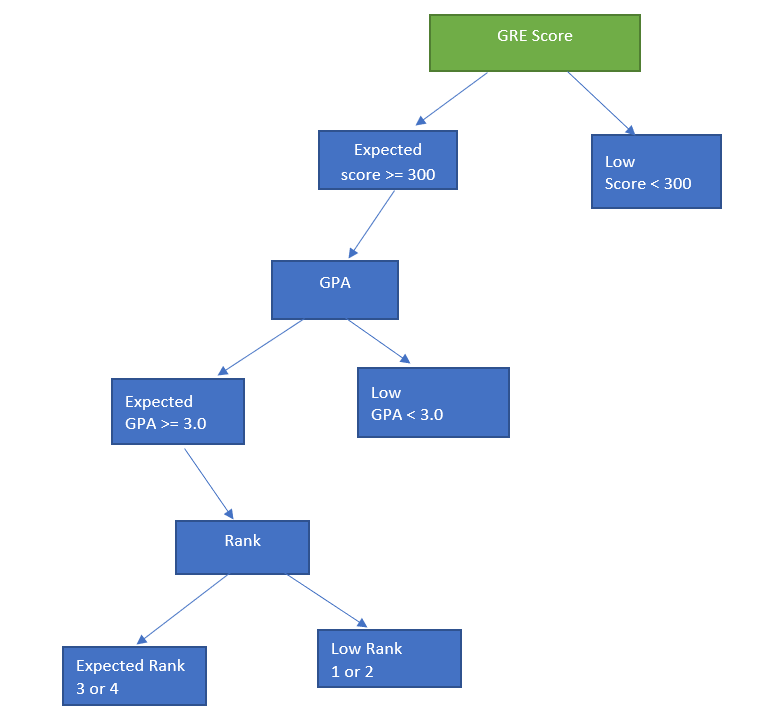 GRE Score
Expected
score >= 300
Low
Score < 300
GPA
Expected
GPA >= 3.0
Low
GPA < 3.0
Rank
Expected Rank
3 or 4
Low Rank
1 or 2